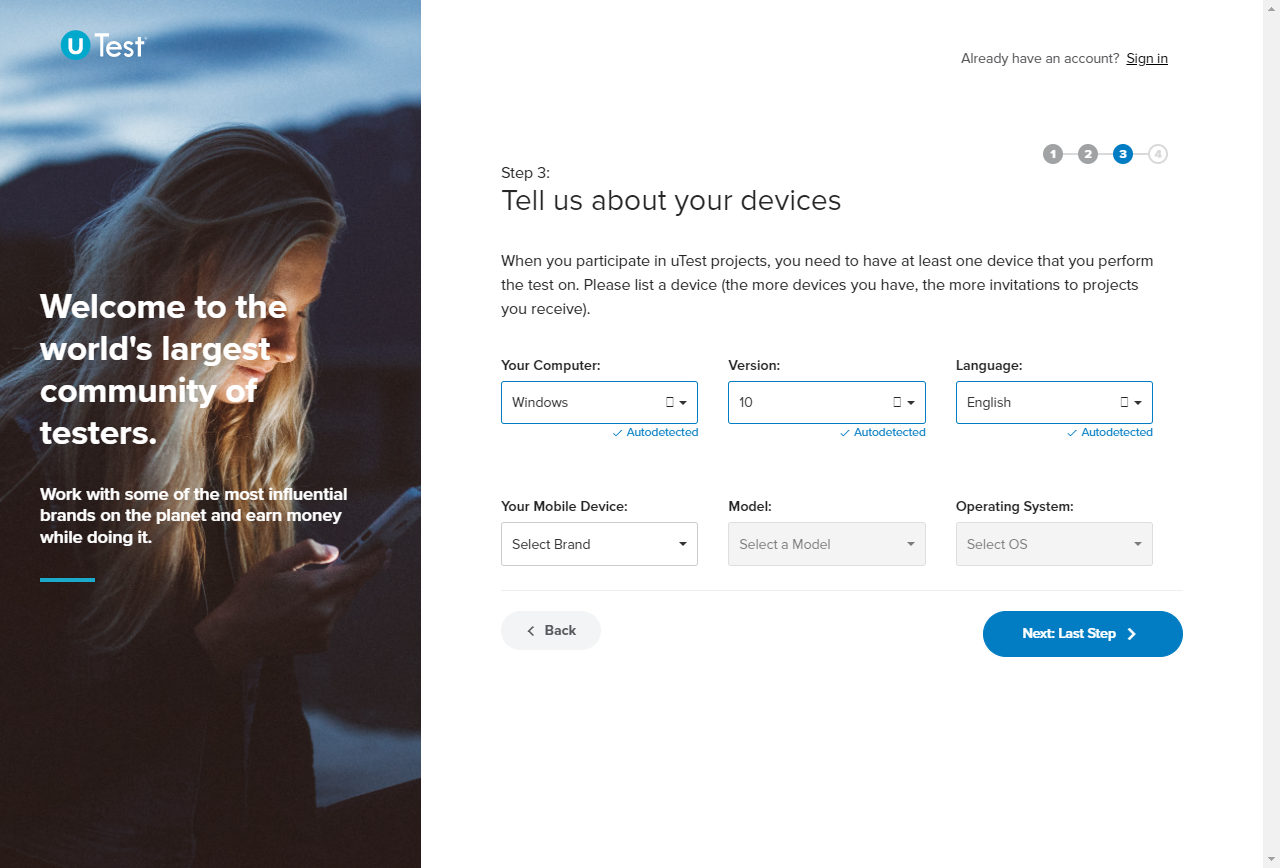 uTest
Already have an account? Sign in
1 2 3 4
Step 3:
Tell us about your devices
When you participate in uTest projects, you need to have at least one device that you perform
the test on. Please list a device (the more devices you have, the more invitations to projects
you receive).
Welcome to the
world's largest
community of
testers.
Work with some of the most influential
brands on the planet and earn money
while doing it.
Your Computer: Version: Language:
Windows 10 English
Autodetected Autodetected Autodetected
Your Mobile Device: Model: Operating System:
Select Brand Select a Model Select OS
Back Next: Last Step